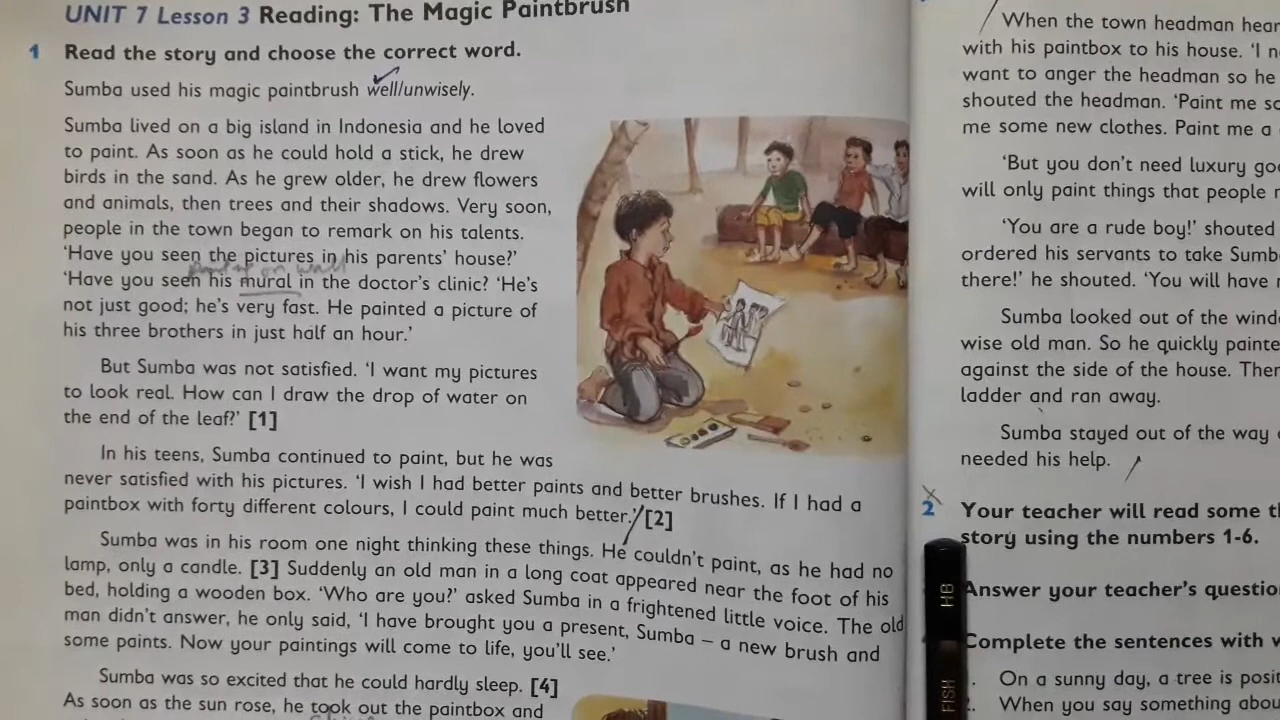 UNIT 7 Lesson 3 Reading: The Magic Paintbrush
1 Read the story and choose the correct word.
Sumba used his magic paintbrush well/unwisely.
Sumba lived on a big island in Indonesia and he loved
to paint. As soon as he could hold a stick, he drew
birds in the sand. As he grew older, he drew flowers
and animals, then trees and their shadows. Very soon,
people in the town began to remark on his talents.
‘Have you seen the pictures in his parents’ house?’
‘Have you seen his mural in the doctor’s clinic? ‘He’s
not just good; he’s very fast. He painted a picture of
his three brothers in just half an hour.’
But Sumba was not satisfied. ‘I want my pictures
to look real. How can I draw the drop of water on
the end of the leaf?’ [1]
In his teens, Sumba continued to paint, but he was
never satisfied with his pictures. ‘I wish I had better paints and better brushes. If I had a
paintbox with forty different colours, I could paint much better.’ [2]
Sumba was in his room one night thinking these things. He couldn’t paint, as he had no
lamp, only a candle. [3] Suddenly an old man in a long coat appeared near the foot of his
bed, holding a wooden box. ‘Who are you?’ asked Sumba in a frightened little voice. The old
man didn’t answer, he only said, ‘I have brought you a present, Sumba – a new brush and
some paints. Now your paintings will come to life, you’ll see.’
Sumba was so excited that he could hardly sleep. [4]
As soon as the sun rose, he took out the paintbox and
When the town headman
with his paintbox to his house. ‘I
want to anger the headman so he
shouted the headman. ‘Paint me
me some new clothes. Paint me a
‘But you don’t need luxury
will only paint things that people
‘You are a rude boy!’ shouted
ordered his servants to take
there!’ he shouted. ‘You will have
Sumba looked out of the
wise old man. So he quickly
against the side of the house.
ladder and ran away.
Sumba stayed out of the way
needed his help.
2 Your teacher will read some
story using the numbers 1-6.
Answer your teacher’s
Complete the sentences with
On a sunny day, a tree is
When you say something
HB
FISH